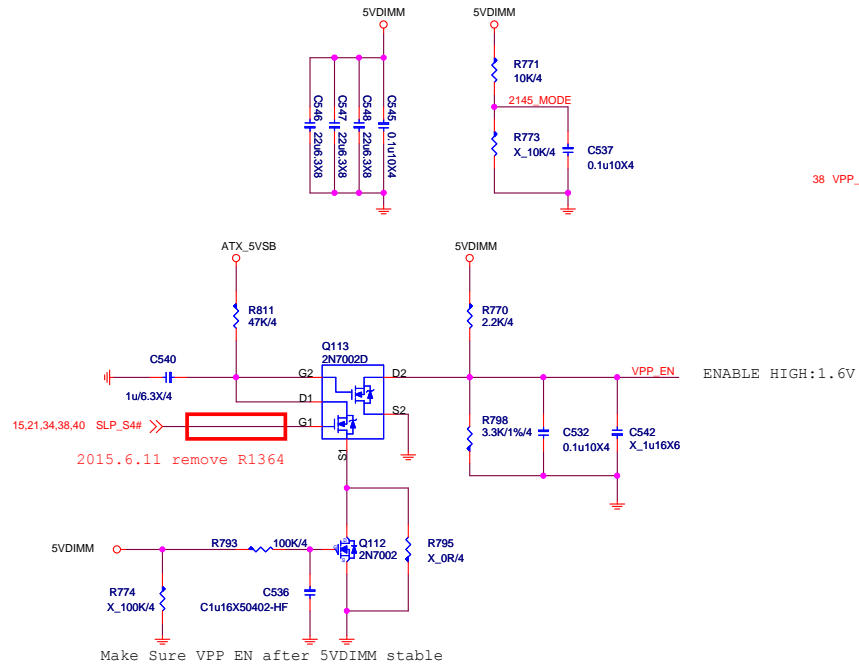 5VDIMM
5VDIMM
C546
22u6.3X8
C547
22u6.3X8
C548
22u6.3X8
C545
0.1u10X4
R771
10K/4
2145_MODE
R773
X_10K/4
C537
0.1u10X4
38 VPP_
ATX_5VSB
5VDIMM
R811
47K/4
R770
2.2K/4
Q113
2N7002D
C540
1u/6.3X/4
G2
D2
VPP_EN
ENABLE HIGH:1.6V
D1
S2
15,21,34,38,40 SLP_S4#
G1
R798
3.3K/1%/4
C532
0.1u10X4
C542
X_1u16X6
2015.6.11 remove R1364
S1
5VDIMM
R793
100K/4
Q112
2N7002
R795
X_0R/4
R774
X_100K/4
C536
C1u16X50402-HF
Make Sure VPP EN after 5VDIMM stable